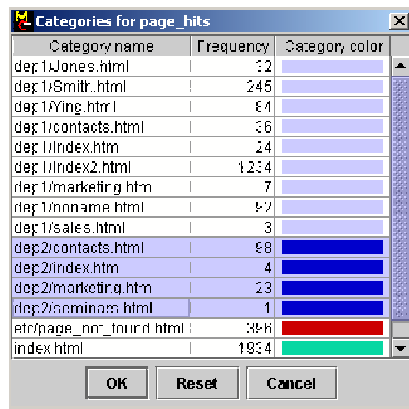 Categories for page_hits
Category name Frequency Category color
dep1/Jones.html
dep1/Smith.html 245
dep1/Ying.html
dep1/contacts.html 36
dep1/index.htm 24
dep1/index2.html 1234
dep1/marketing.htm 7
dep1/noname.html
dep1/sales.html 3
dep2/contacts.html 98
dep2/index.htm 4
dep2/marketing.htm 23
dep2/seminars.html 1
etc/page_not_found.html 396
index.html 1934
OK Reset Cancel